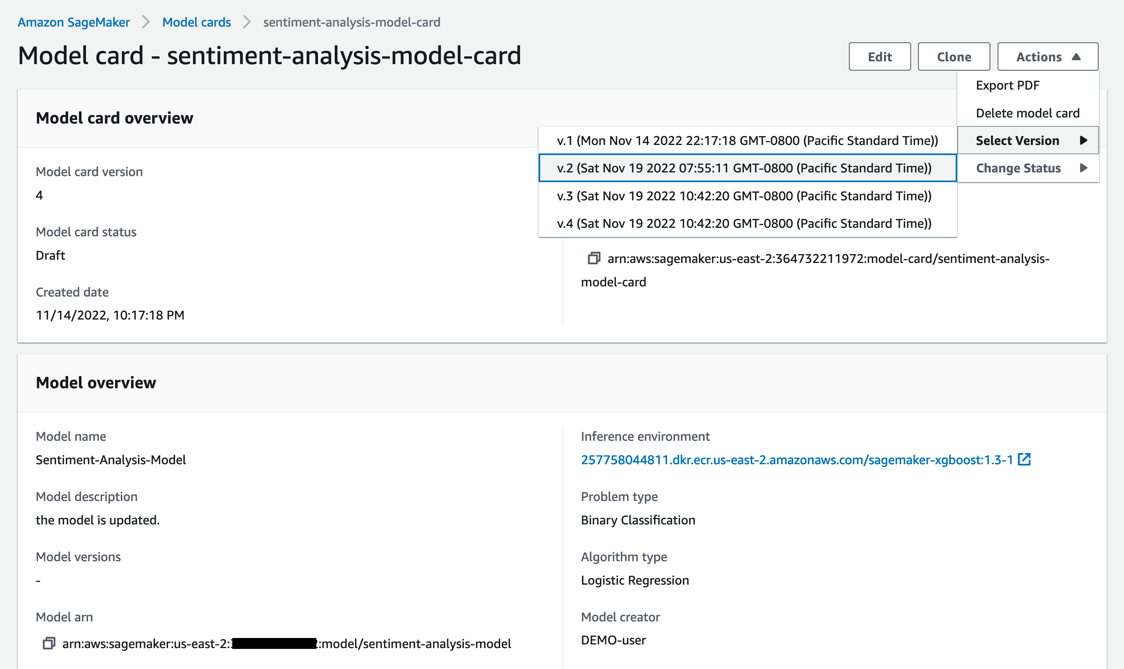 Amazon SageMaker > Model cards > sentiment-analysis-model-card
Model card - sentiment-analysis-model-card
Edit
Clone
Actions
Export PDF
Delete model card
Select Version
Change Status
v.1 (Mon Nov 14 2022 22:17:18 GMT-0800 (Pacific Standard Time))
v.2 (Sat Nov 19 2022 07:55:11 GMT-0800 (Pacific Standard Time))
v.3 (Sat Nov 19 2022 10:42:20 GMT-0800 (Pacific Standard Time))
v.4 (Sat Nov 19 2022 10:42:20 GMT-0800 (Pacific Standard Time))
Model card overview
Model card version
4
Model card status
Draft
Created date
11/14/2022, 10:17:18 PM
arn:aws:sagemaker:us-east-2:364732211972:model-card/sentiment-analysis-
model-card
Model overview
Model name
Sentiment-Analysis-Model
Model description
the model is updated.
Model versions
-
Model arn
arn:aws:sagemaker:us-east-2: :model/sentiment-analysis-model
Inference environment
257758044811.dkr.ecr.us-east-2.amazonaws.com/sagemaker-xgboost:1.3-1
Problem type
Binary Classification
Algorithm type
Logistic Regression
Model creator
DEMO-user